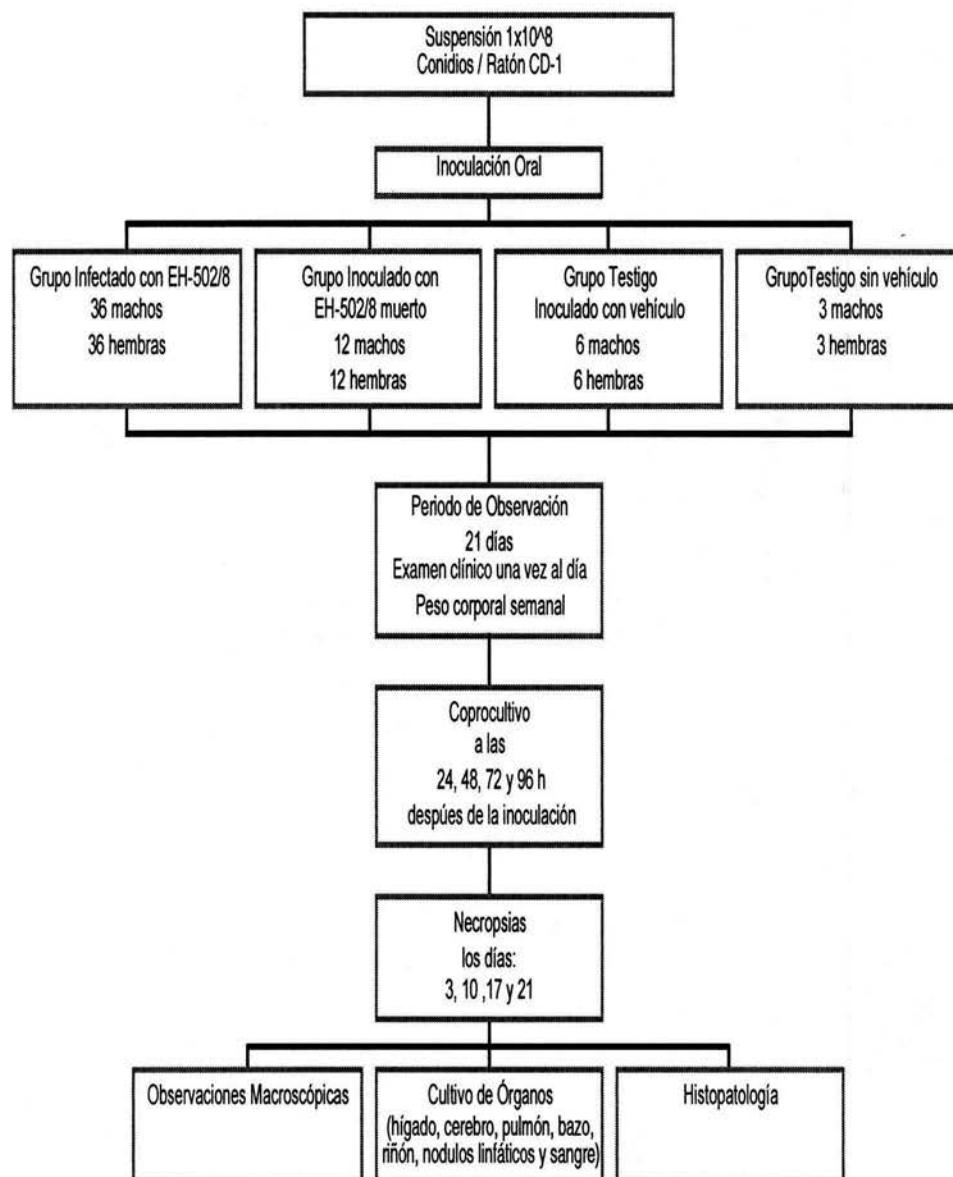 Suspensión 1x10^8
Conidios / Ratón CD-1
Inoculación Oral
Grupo Infectado con EH-502/8
36 machos
36 hembras
Grupo Inoculado con
EH-502/8 muerto
12 machos
12 hembras
Grupo Testigo
Inoculado con vehículo
6 machos
6 hembras
GrupoTestigo sin vehículo
3 machos
3 hembras
Periodo de Observación
21 días
Examen clínico una vez al día
Peso corporal semanal
Coprocultivo
a las
24, 48, 72 y 96 h
despúes de la inoculación
Necropsias
los días:
3, 10 ,17 y 21
Observaciones Macroscópicas
Cultivo de Órganos
(hígado, cerebro, pulmón, bazo,
riñón, nodulos linfáticos y sangre)
Histopatología